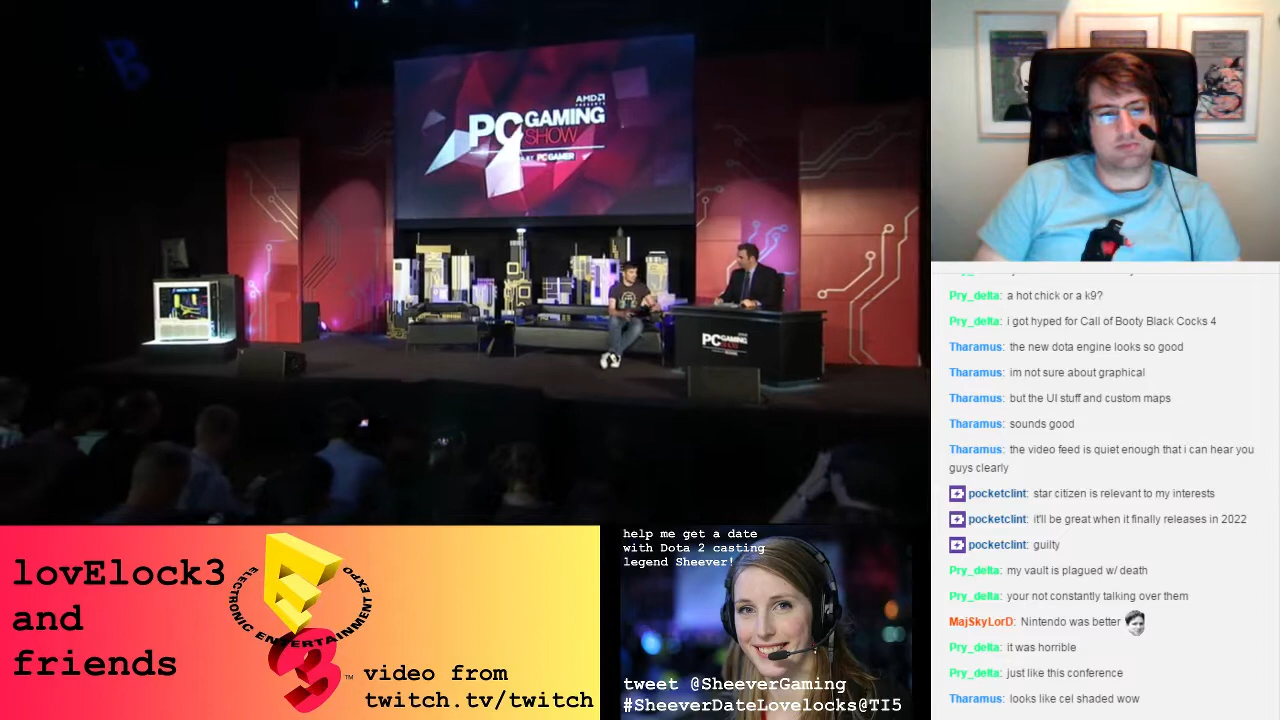 AMD
PRESENTS
PC GAMING
SHOW
BY PC GAMER
PC GAMING
SHOW
Pry_delta: a hot chick or a k9?
Pry_delta: i got hyped for Call of Booty Black Cocks 4
Tharamus: the new dota engine looks so good
Tharamus: im not sure about graphical
Tharamus: but the UI stuff and custom maps
Tharamus: sounds good
Tharamus: the video feed is quiet enough that i can hear you
guys clearly
pocketclint: star citizen is relevant to my interests
pocketclint: it'll be great when it finally releases in 2022
pocketclint: guilty
Pry_delta: my vault is plagued w/ death
Pry_delta: your not constantly talking over them
MajSkyLorD: Nintendo was better
Pry_delta: it was horrible
Pry_delta: just like this conference
Tharamus: looks like cel shaded wow
lovElock3
and
friends
E3
ELECTRONIC ENTERTAINMENT EXPO
TM
video from
twitch.tv/twitch
help me get a date
with Dota 2 casting
legend Sheever!
tweet @SheeverGaming
#SheeverDateLovelocks@TI5